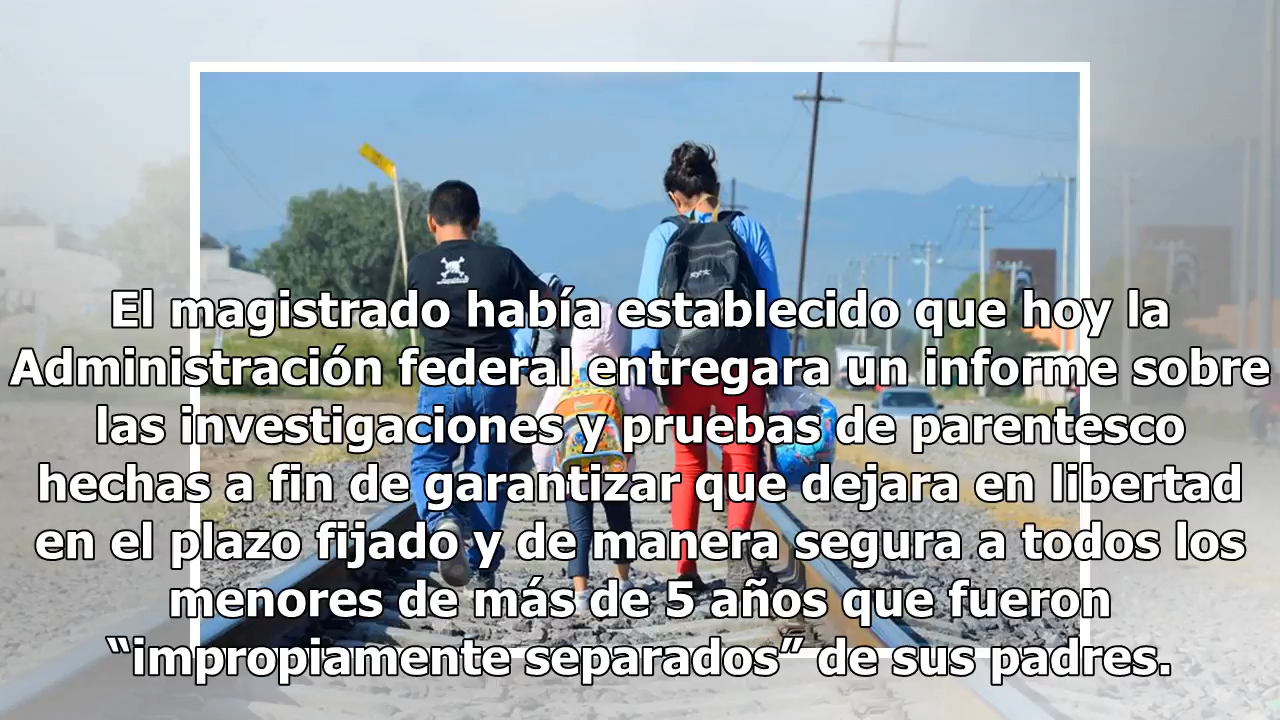 El magistrado había establecido que hoy la
Administración federal entregara un informe sobre
las investigaciones y pruebas de parentesco
hechas a fin de garantizar que dejara en libertad
en el plazo fijado y de manera segura a todos los
menores de más de 5 años que fueron
“impropiamente separados” de sus padres.